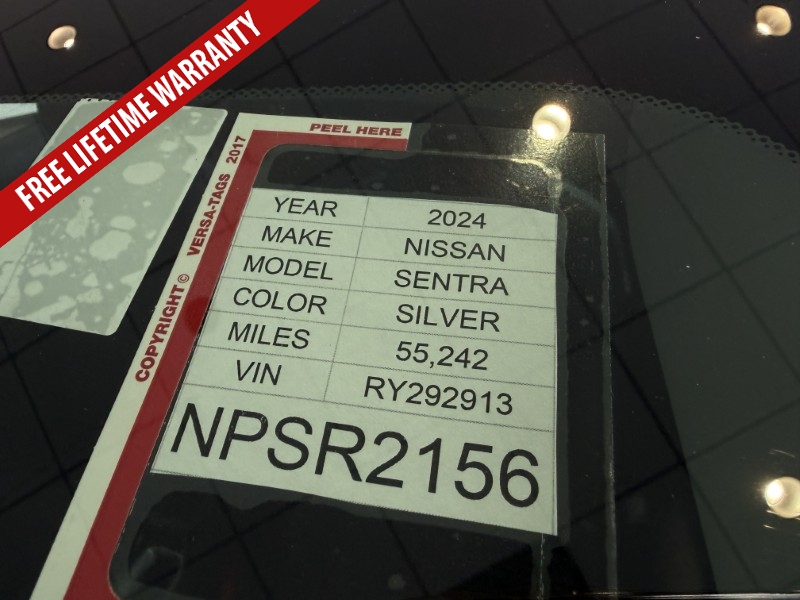 FREE LIFETIME WARRANTY
PEEL HERE
COPYRIGHT © VERSA-TAGS 2017
YEAR 2024
MAKE NISSAN
MODEL SENTRA
COLOR SILVER
MILES 55,242
VIN RY292913
NPSR2156